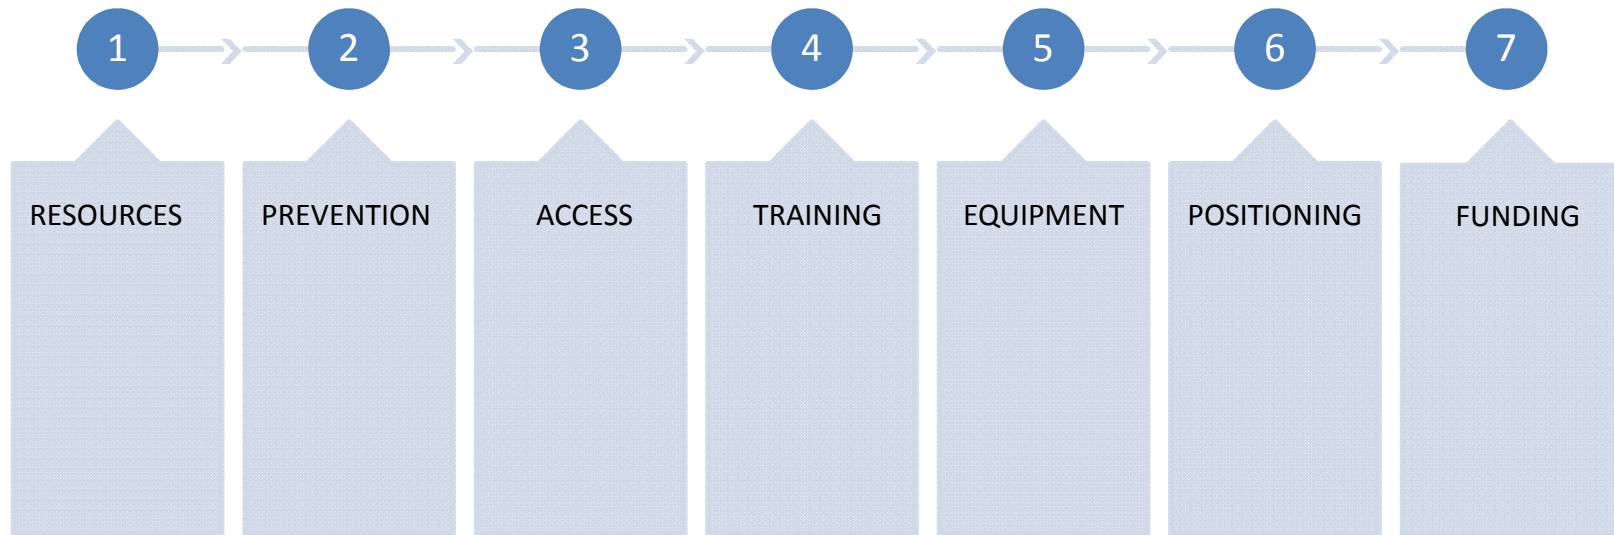 1 2 3 4 5 6 7
RESOURCES PREVENTION ACCESS TRAINING EQUIPMENT POSITIONING FUNDING